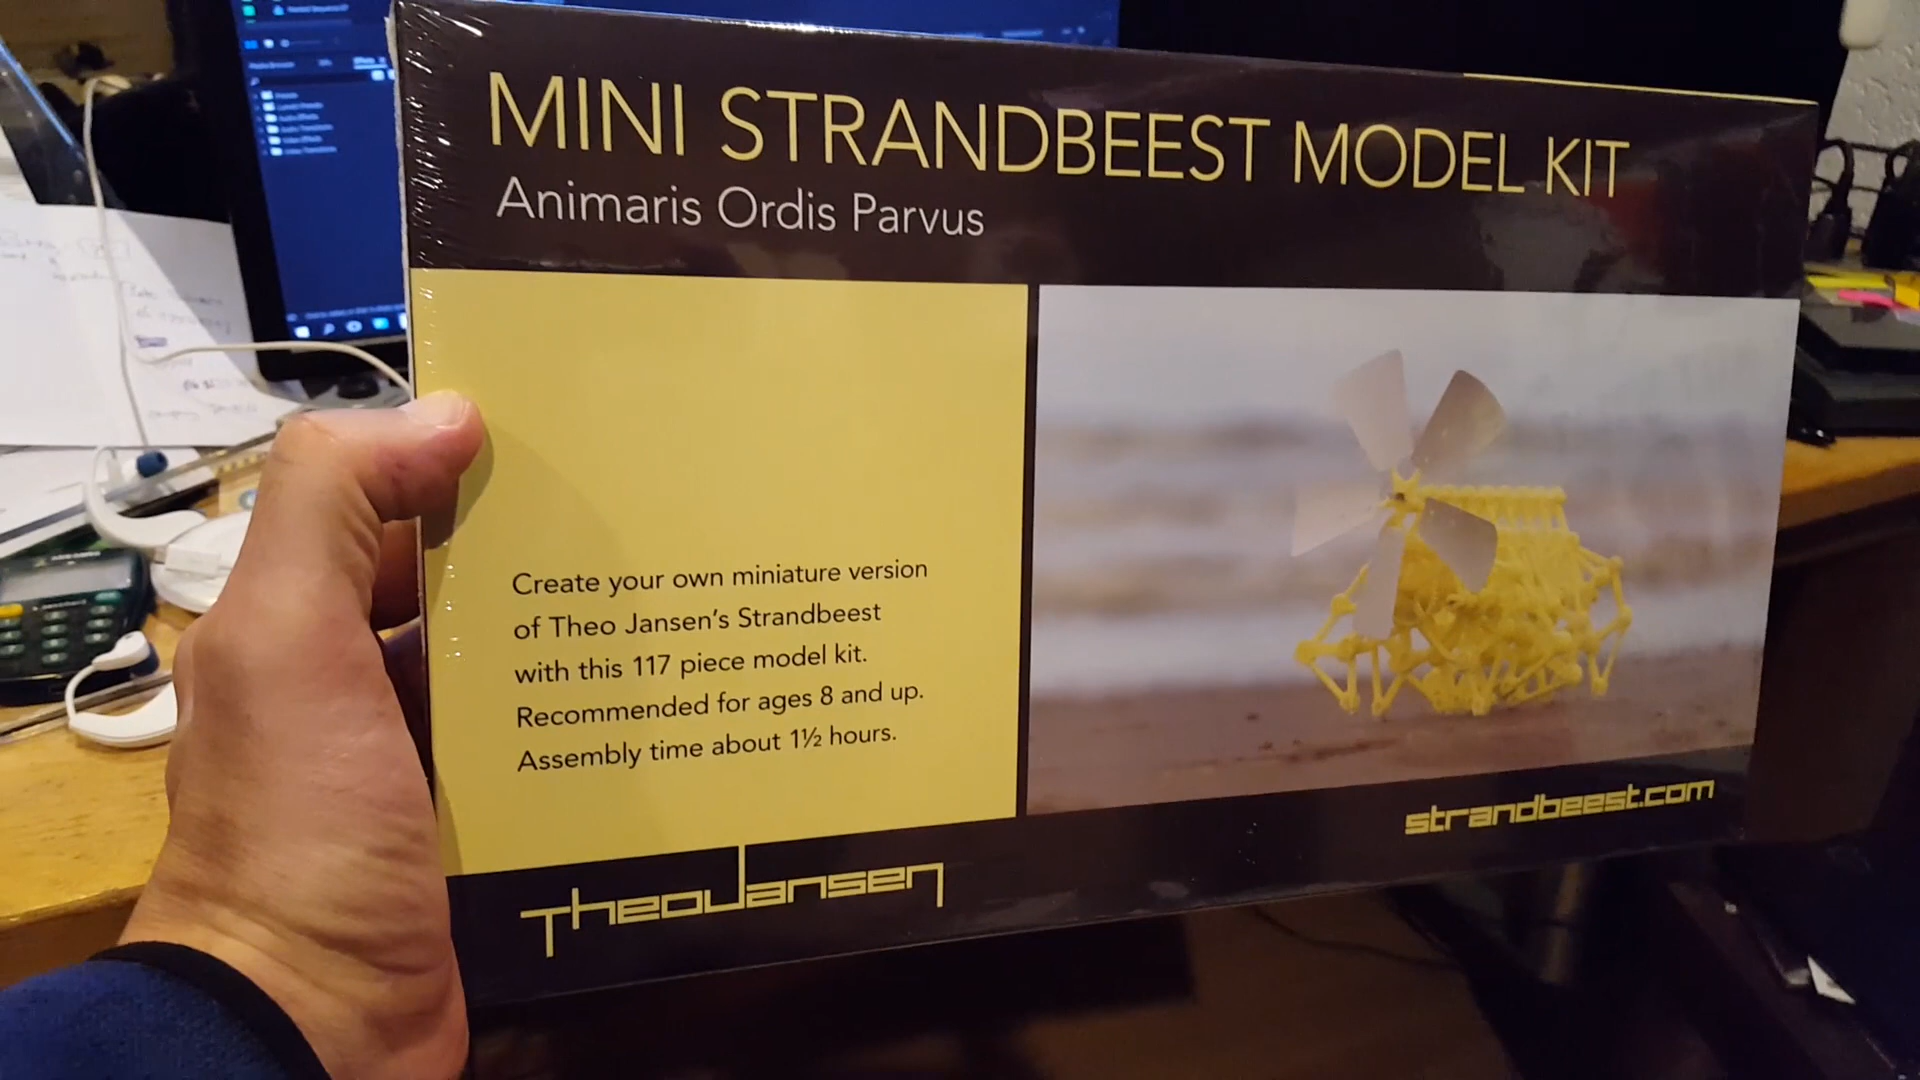 MINI STRANDBEEST MODEL KIT
Animaris Ordis Parvus
Create your own miniature version
of Theo Jansen's Strandbeest
with this 117 piece model kit.
Recommended for ages 8 and up.
Assembly time about 1½ hours.
TheoJansen
strandbeest.com